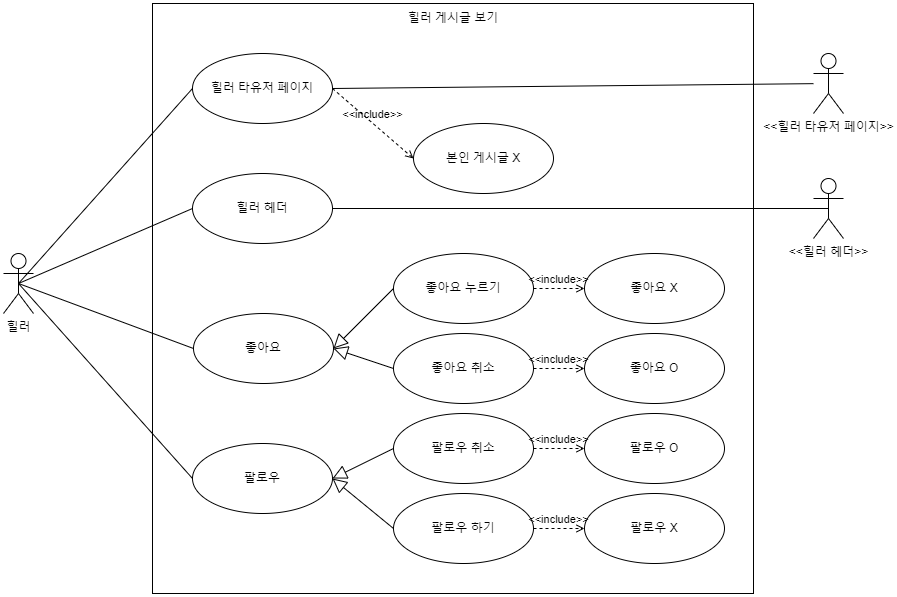 힐러 게시글 보기
힐러 타유저 페이지
<<include>>
본인 게시글 X
<<힐러 타유저 페이지>>
힐러 헤더
<<힐러 헤더>>
힐러
좋아요
좋아요 누르기
<<include>>
좋아요 X
좋아요 취소
<<include>>
좋아요 O
팔로우
팔로우 취소
<<include>>
팔로우 O
팔로우 하기
<<include>>
팔로우 X